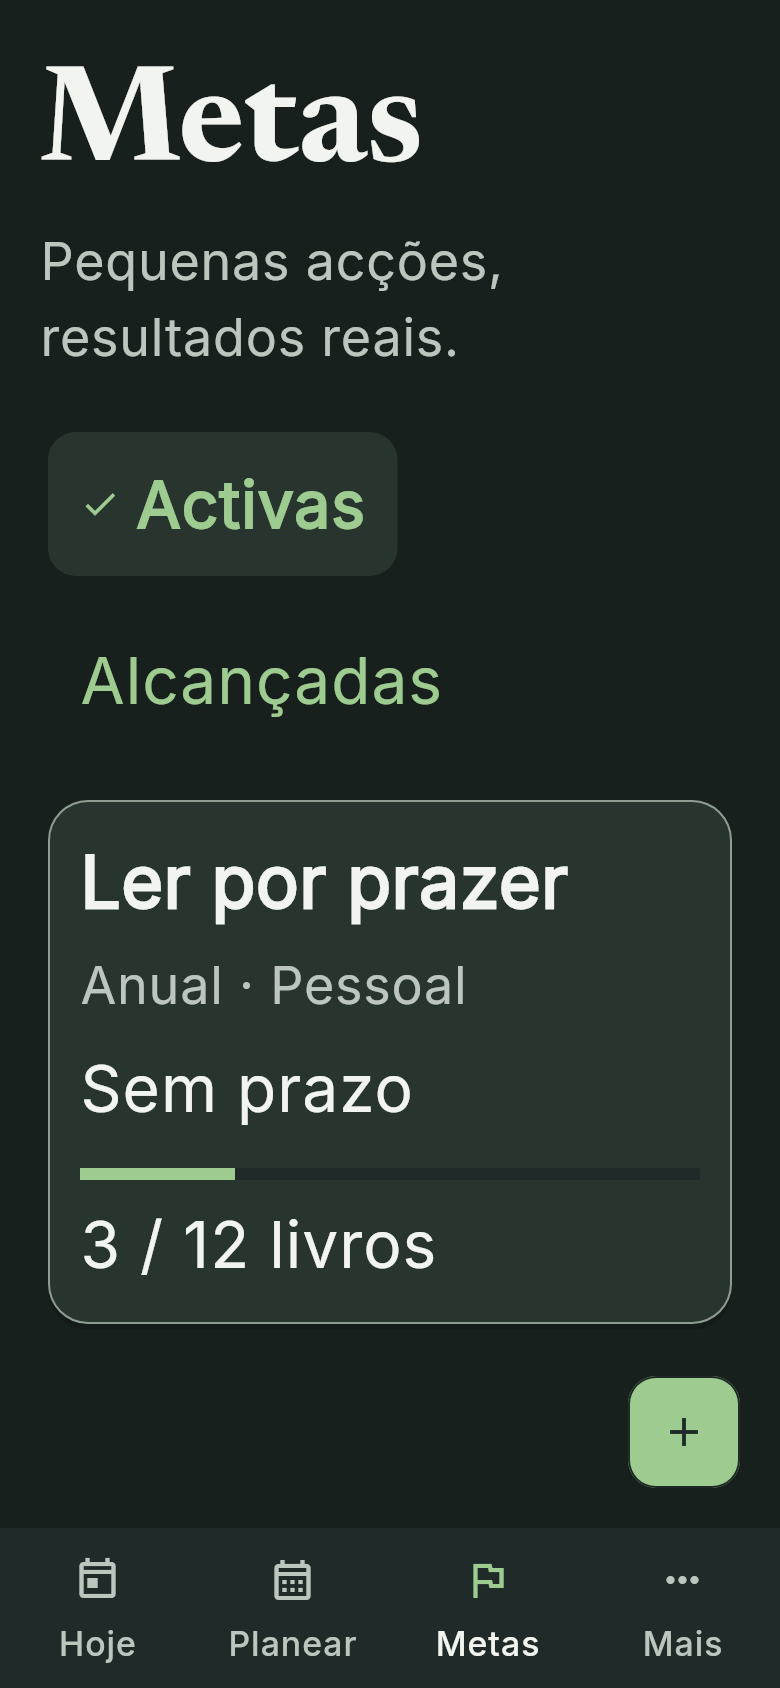 Metas
Pequenas acções,
resultados reais.
Activas
Alcançadas
Ler por prazer
Anual · Pessoal
Sem prazo
3 / 12 livros
Hoje
Planear
Metas
Mais